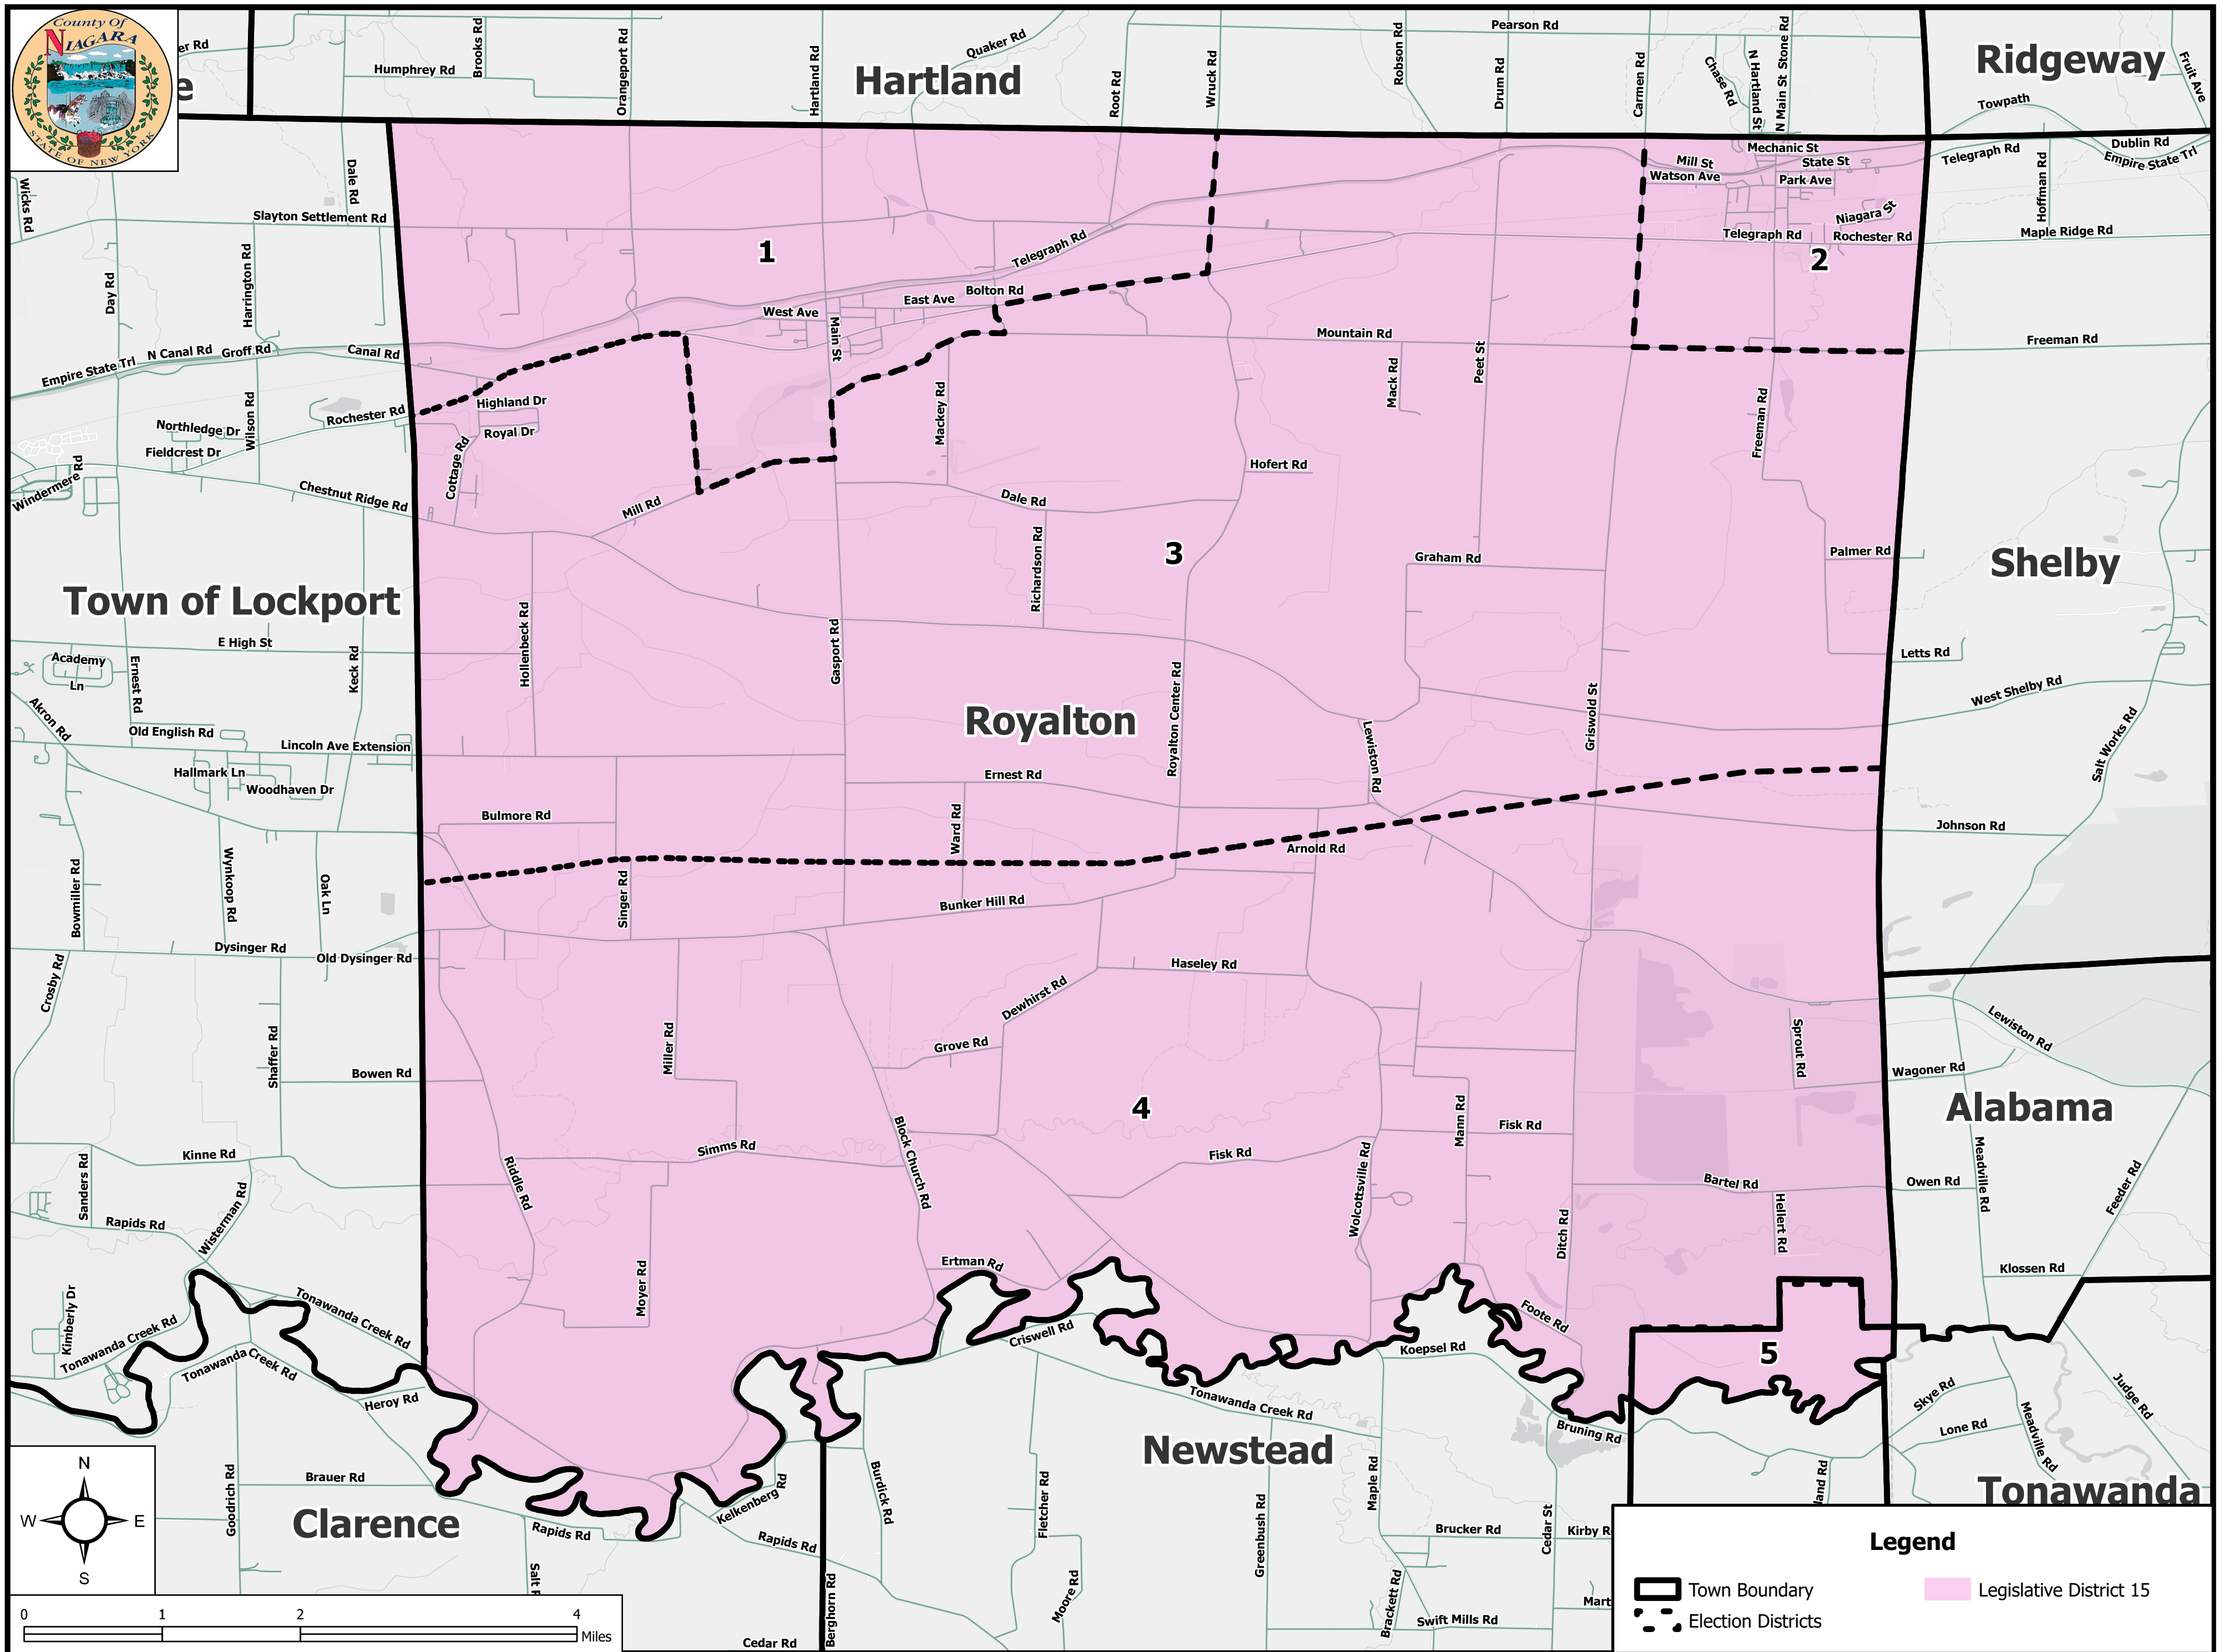 County Of
NIAGARA
STATE OF NEW YORK
er Rd
e
Brooks Rd
Humphrey Rd
Orangeport Rd
Hartland Rd
Hartland
Quaker Rd
Root Rd
Wruck Rd
Robson Rd
Pearson Rd
Drum Rd
Carmen Rd
Chase Rd
N Hartland St
N Main St
Stone Rd
Ridgeway
Fruit Ave
Towpath
Dublin Rd
Empire State Trl
Telegraph Rd
Hoffman Rd
Maple Ridge Rd
Mechanic St
Mill St
State St
Watson Ave
Park Ave
Niagara St
Telegraph Rd
Rochester Rd
2
Wicks Rd
Dale Rd
Slayton Settlement Rd
1
Telegraph Rd
Day Rd
Harrington Rd
Bolton Rd
East Ave
West Ave
Main St
Mountain Rd
Freeman Rd
Empire State Trl
N Canal Rd
Groff Rd
Canal Rd
Mack Rd
Peet St
Mackey Rd
Freeman Rd
Highland Dr
Royal Dr
Rochester Rd
Wilson Rd
Northledge Dr
Fieldcrest Dr
Cottage Rd
Windermere Rd
Chestnut Ridge Rd
Mill Rd
Hofert Rd
Dale Rd
Richardson Rd
3
Graham Rd
Palmer Rd
Shelby
Town of Lockport
E High St
Hollenbeck Rd
Gasport Rd
Academy
Ln
Ernest Rd
Keck Rd
Letts Rd
West Shelby Rd
Akron Rd
Old English Rd
Lincoln Ave Extension
Royalton
Royalton Center Rd
Lewiston Rd
Griswold St
Salt Works Rd
Hallmark Ln
Woodhaven Dr
Ernest Rd
Bulmore Rd
Ward Rd
Arnold Rd
Johnson Rd
Bowmiller Rd
Wynkoop Rd
Oak Ln
Singer Rd
Bunker Hill Rd
Dysinger Rd
Old Dysinger Rd
Crosby Rd
Haseley Rd
Dewhirst Rd
Lewiston Rd
Shaffer Rd
Miller Rd
Grove Rd
Sprout Rd
Bowen Rd
Wagoner Rd
4
Alabama
Block Church Rd
Mann Rd
Fisk Rd
Kinne Rd
Simms Rd
Fisk Rd
Wolcottsville Rd
Meadville Rd
Sanders Rd
Riddle Rd
Bartel Rd
Owen Rd
Feeder Rd
Rapids Rd
Wisterman Rd
Hellert Rd
Ditch Rd
Ertman Rd
Klossen Rd
Moyer Rd
Kimberly Dr
Tonawanda Creek Rd
Tonawanda Creek Rd
Tonawanda Creek Rd
Criswell Rd
Foote Rd
Koepsel Rd
5
Heroy Rd
Tonawanda Creek Rd
Skye Rd
Judge Rd
Bruning Rd
Lone Rd
Meadville Rd
Newstead
N
W
E
S
Goodrich Rd
Brauer Rd
Clarence
Kelkenberg Rd
Burdick Rd
Fletcher Rd
Greenbush Rd
Maple Rd
land Rd
Tonawanda
Rapids Rd
Rapids Rd
Brucker Rd
Cedar St
Kirby R
Salt R
Berghorn Rd
Moore Rd
Brackett Rd
Mart
Swift Mills Rd
Cedar Rd
0
1
2
4
Miles
Legend
Town Boundary
Legislative District 15
Election Districts